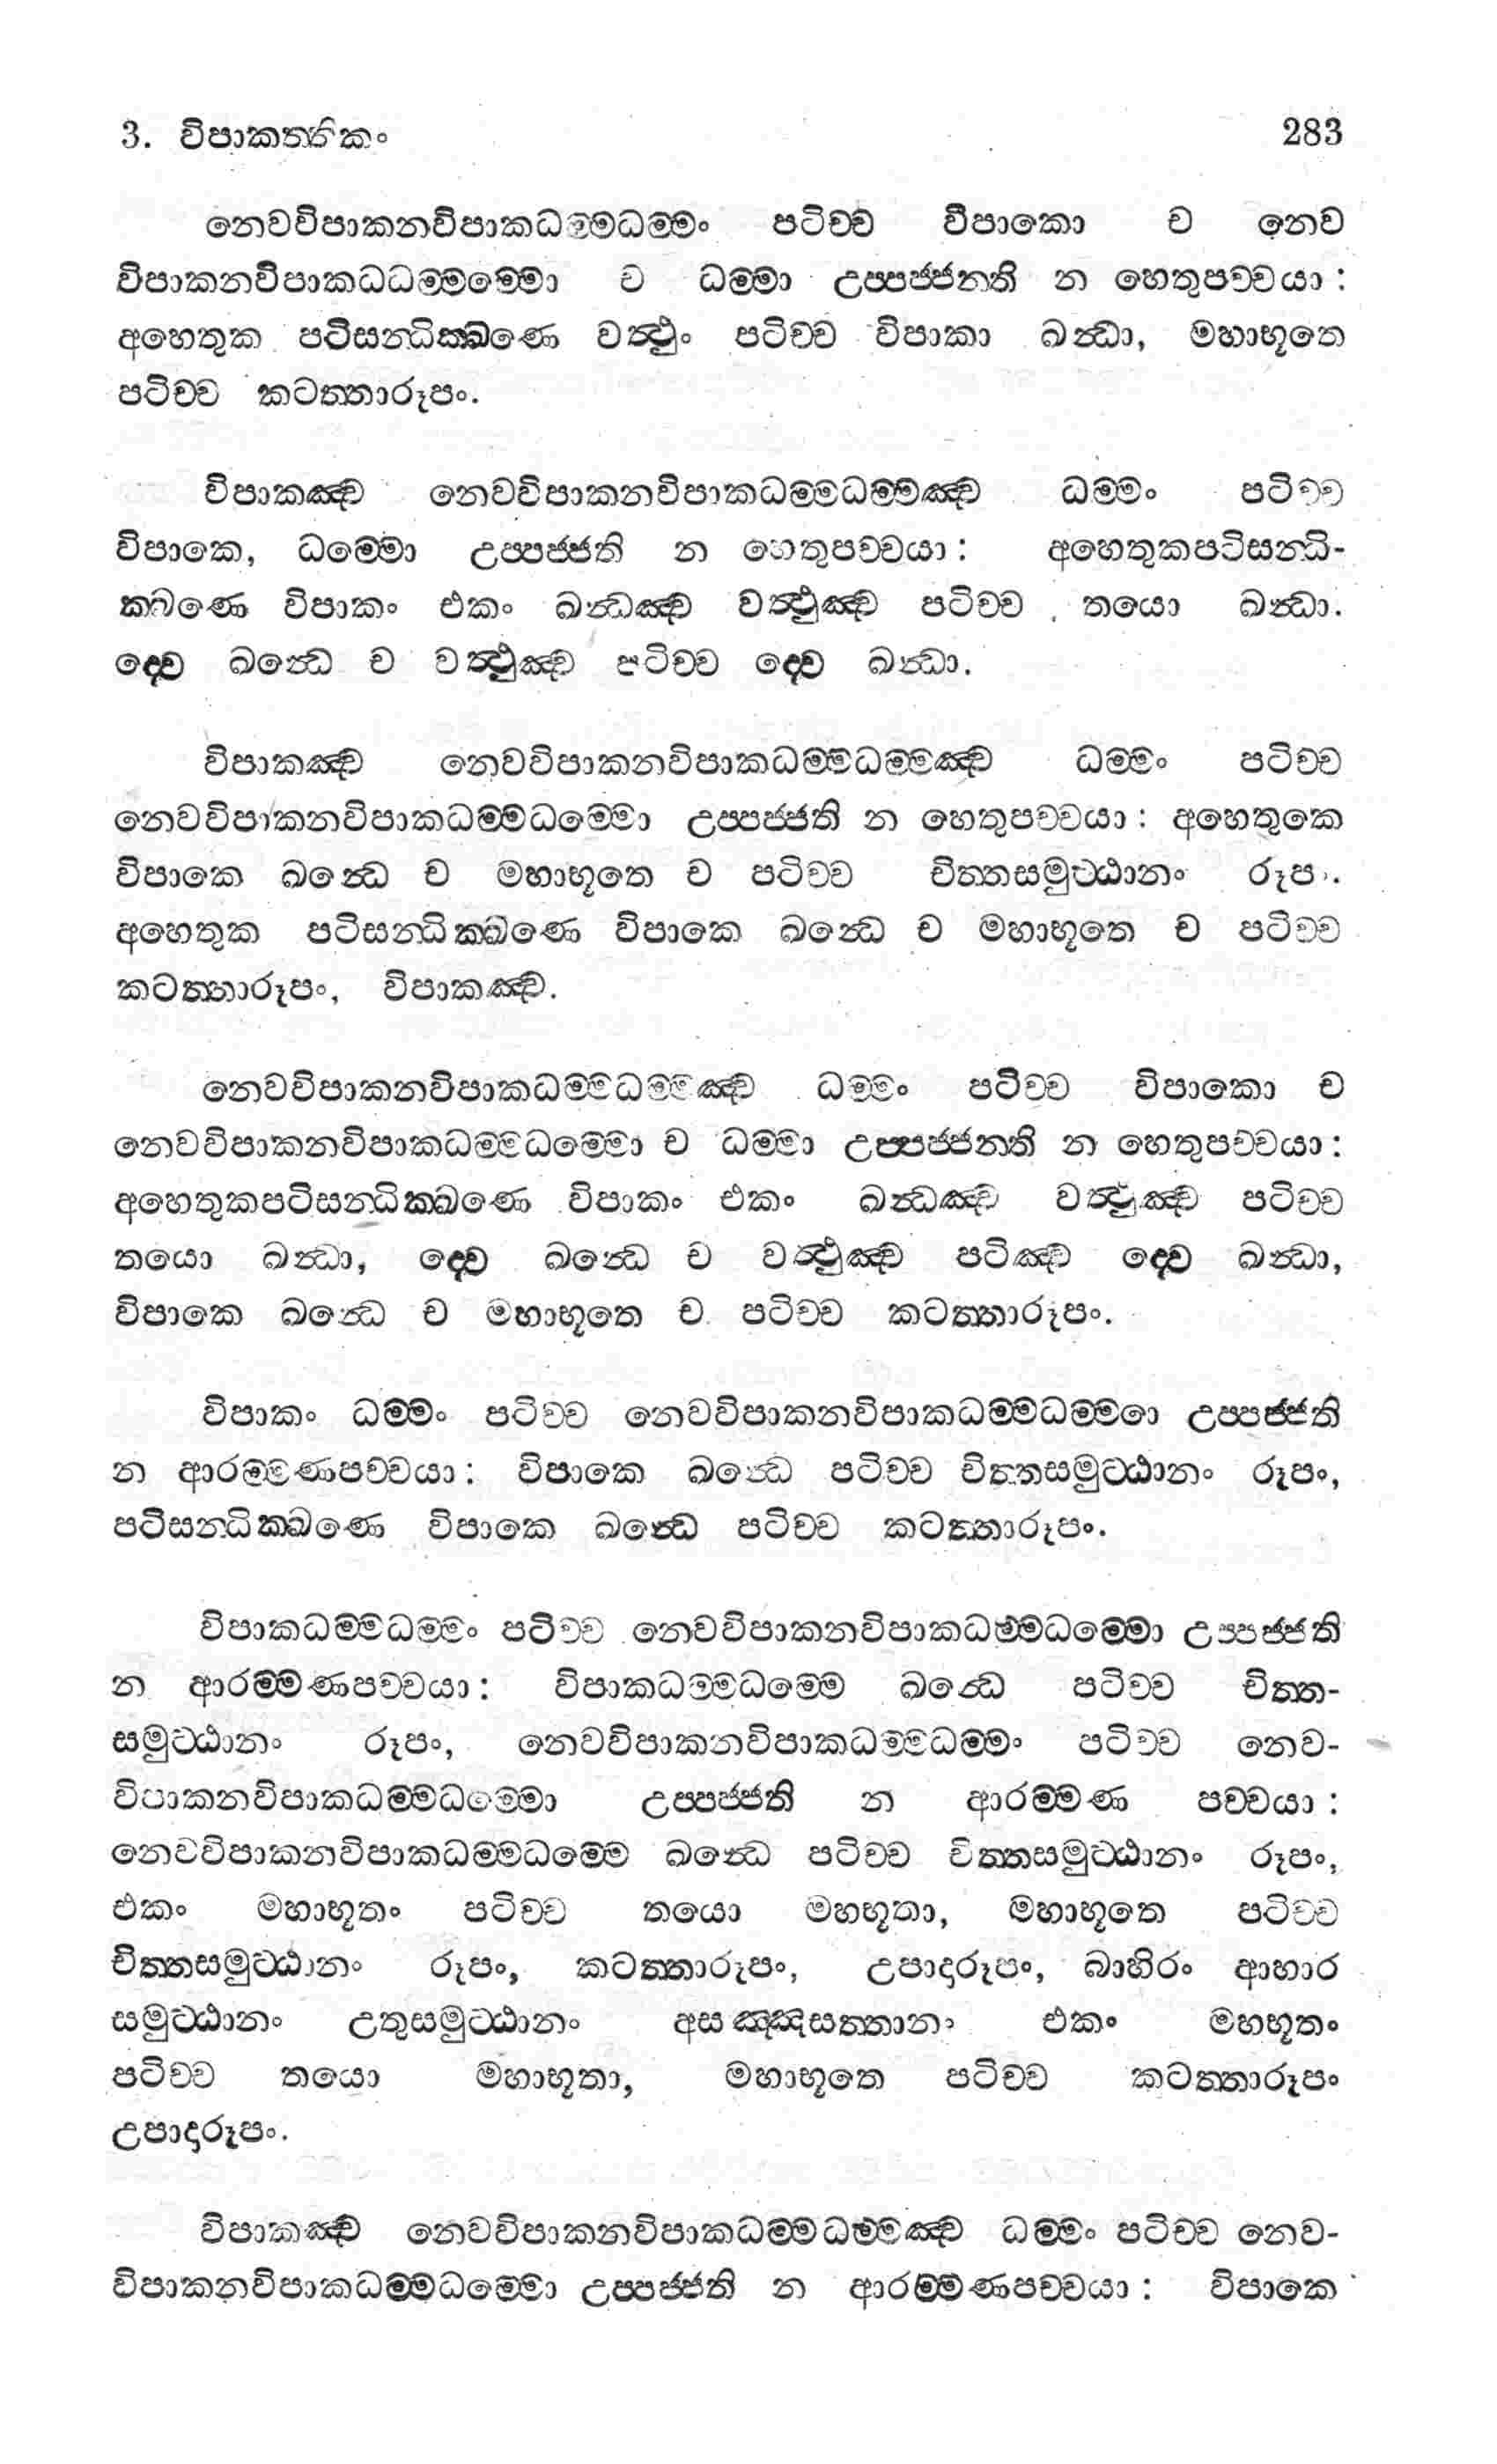 3. විපාකත්තිකං 283
නෙවවිපාකනවිපාකධම්මධම්මං පටිච්ච විපාකො ච නෙව
විපාකනවිපාකධධම්මම්මො ච ධම්මා උප්පජ්ජන්ති න හෙතුපච්චයා :
අහෙතුක පටිසන්ධික්ඛණෙ වත්ථුං පටිච්ච විපාකා ඛන්ධා, මහාභූතෙ
පටිච්ච කටත්තාරූපං.
විපාකඤ්ච නෙවවිපාකනවිපාකධම්මධම්මඤ්ච ධම්මං පටිච්ච
විපාකෙ, ධම්මො උප්පජ්ජති න හෙතුපච්චයා : අහෙතුකපටිසන්ධි-
ක්ඛණෙ විපාකං එකං ඛන්ධඤ්ච වත්ථුඤ්ච පටිච්ච තයො ඛන්ධා.
ද්වෙ ඛන්ධෙ ච වත්ථුඤ්ච පටිච්ච ද්වෙ ඛන්ධා.
විපාකඤ්ච නෙවවිපාකනවිපාකධම්මධම්මඤ්ච ධම්මං පටිච්ච
නෙවවිපාකනවිපාකධම්මධම්මො උප්පජ්ජති න හෙතුපච්චයා : අහෙතුකෙ
විපාකෙ ඛන්ධෙ ච මහාභූතෙ ච පටිච්ච චිත්තසමුට්ඨානං රූපං.
අහෙතුක පටිසන්ධික්ඛණෙ විපාකෙ ඛන්ධෙ ච මහාභූතෙ ච පටිච්ච
කටත්තාරූපං, විපාකඤ්ච.
නෙවවිපාකනවිපාකධම්මධම්මඤ්ච ධම්මං පටිච්ච විපාකො ච
නෙවවිපාකනවිපාකධම්මධම්මො ච ධම්මා උප්පජ්ජන්ති න හෙතුපච්චයා :
අහෙතුකපටිසන්ධික්ඛණෙ විපාකං එකං ඛන්ධඤ්ච වත්ථුඤ්ච පටිච්ච
තයො ඛන්ධා, ද්වෙ ඛන්ධෙ ච වත්ථුඤ්ච පටිඤ්ච ද්වෙ ඛන්ධා,
විපාකෙ ඛන්ධෙ ච මහාභූතෙ ච පටිච්ච කටත්තාරූපං.
විපාකං ධම්මං පටිච්ච නෙවවිපාකනවිපාකධම්මධම්මො උප්පජ්ජති
න ආරම්මණපච්චයා : විපාකෙ ඛන්ධෙ පටිච්ච චිත්තසමුට්ඨානං රූපං,
පටිසන්ධික්ඛණෙ විපාකෙ ඛන්ධෙ පටිච්ච කටත්තාරූපං.
විපාකධම්මධම්මං පටිච්ච නෙවවිපාකනවිපාකධම්මධම්මො උප්පජ්ජති
න ආරම්මණපච්චයා : විපාකධම්මධම්මෙ ඛන්ධෙ පටිච්ච චිත්ත-
සමුට්ඨානං රූපං, නෙවවිපාකනවිපාකධම්මධම්මං පටිච්ච නෙව-
විපාකනවිපාකධම්මධම්මො උප්පජ්ජති න ආරම්මණ පච්චයා :
නෙවවිපාකනවිපාකධම්මධම්මෙ ඛන්ධෙ පටිච්ච චිත්තසමුට්ඨානං රූපං,
එකං මහාභූතං පටිච්ච තයො මහභූතා, මහාභූතෙ පටිච්ච
චිත්තසමුට්ඨානං රූපං, කටත්තාරූපං, උපාදාරූපං, බාහිරං ආහාර
සමුට්ඨානං උතුසමුට්ඨානං අසඤ්ඤසත්තානං එකං මහභූතං
පටිච්ච තයො මහාභූතා, මහාභූතෙ පටිච්ච කටත්තාරූපං
උපාදාරූපං.
විපාකඤ්ච නෙවවිපාකනවිපාකධම්මධම්මඤ්ච ධම්මං පටිච්ච නෙව-
විපාකනවිපාකධම්මධම්මො උප්පජ්ජති න ආරම්මණපච්චයා : විපාකෙ